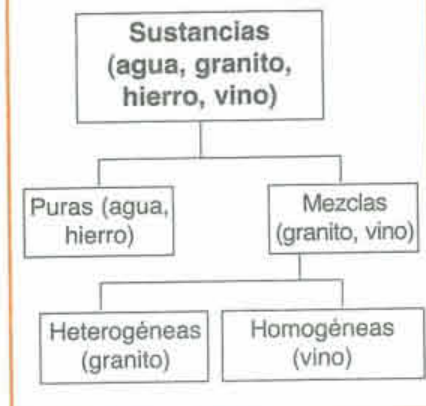 Sustancias
(agua, granito,
hierro, vino)
Puras (agua,
hierro)
Mezclas
(granito, vino)
Heterogéneas
(granito)
Homogéneas
(vino)